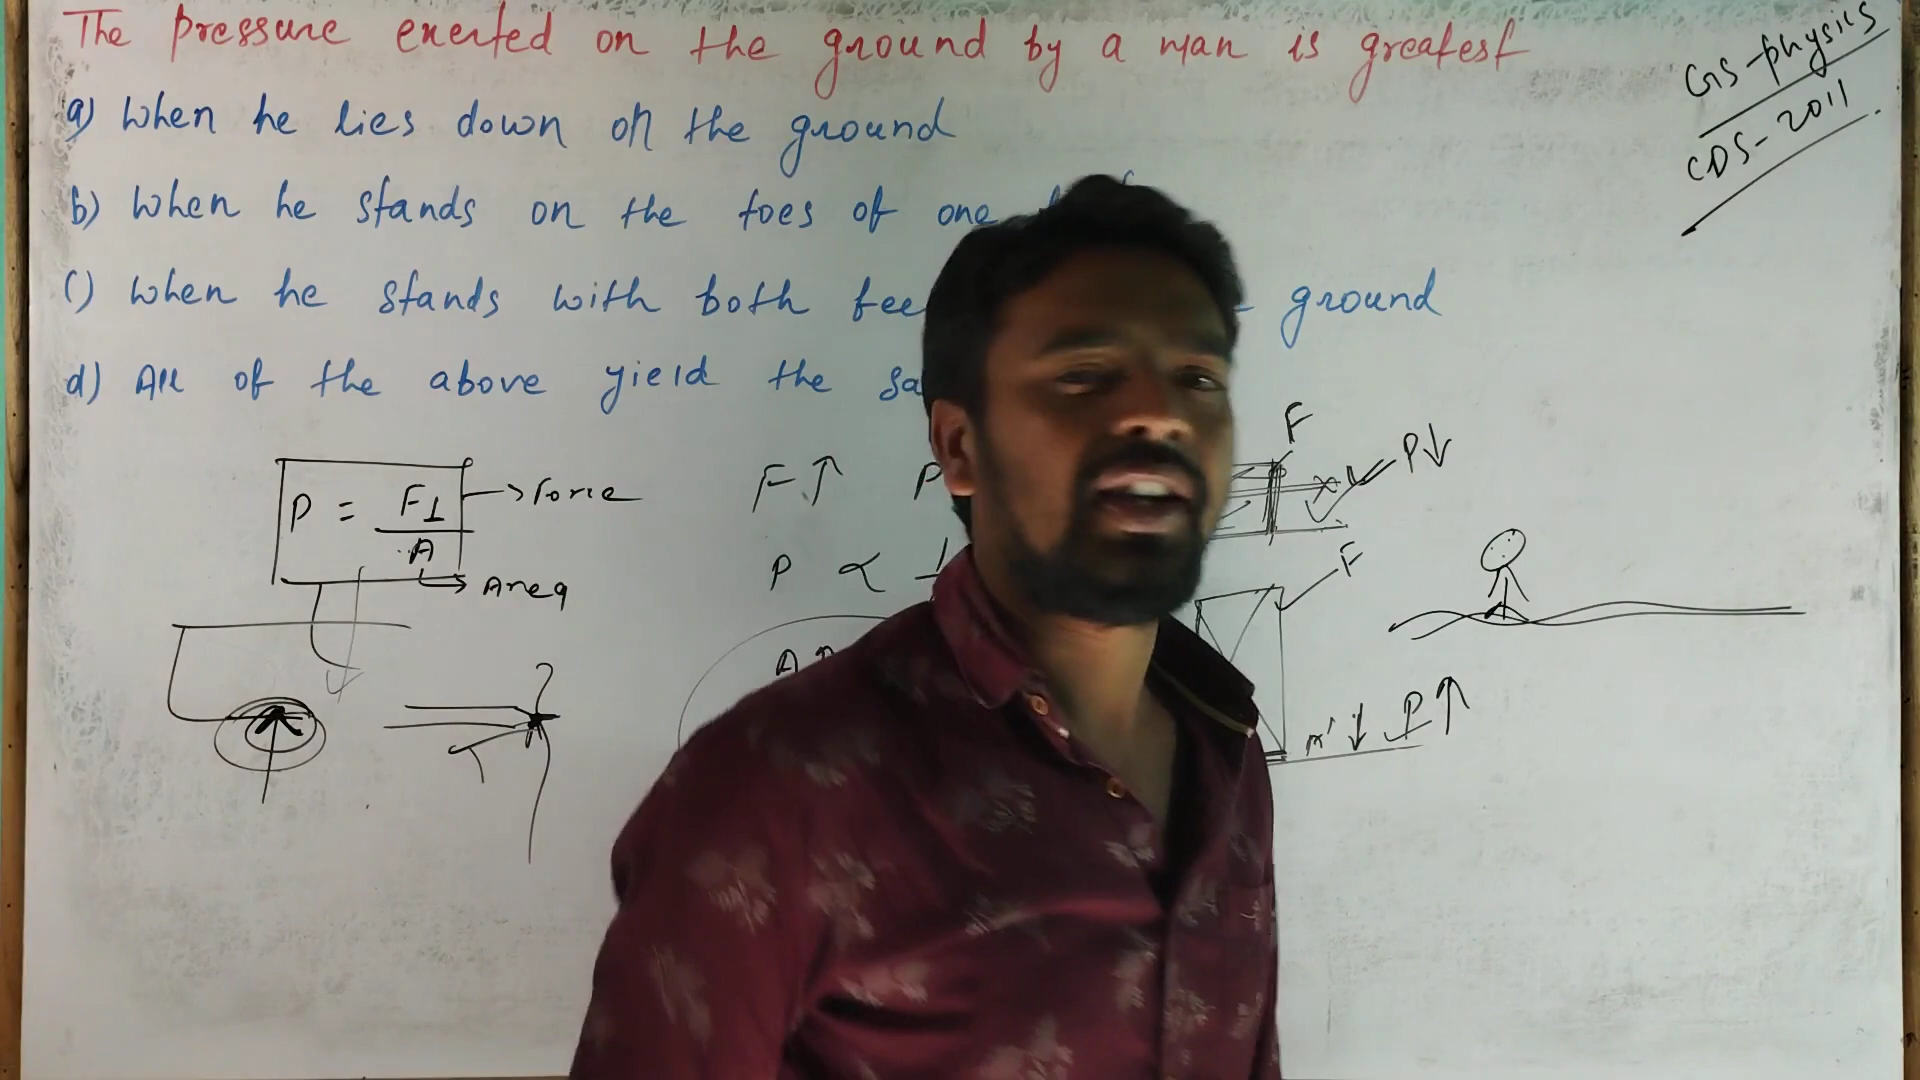 The pressure exerted on the ground by a man is greatest
GS-physics
CDS-2011
a) When he lies down on the ground
b) When he stands on the toes of one
c) When he stands with both fee ground
d) All of the above yield the sa
P = F⊥ / A
→ Force
→ Area
F↑ P
P ∝ 1
A
F
P↓
F
↓ P↑